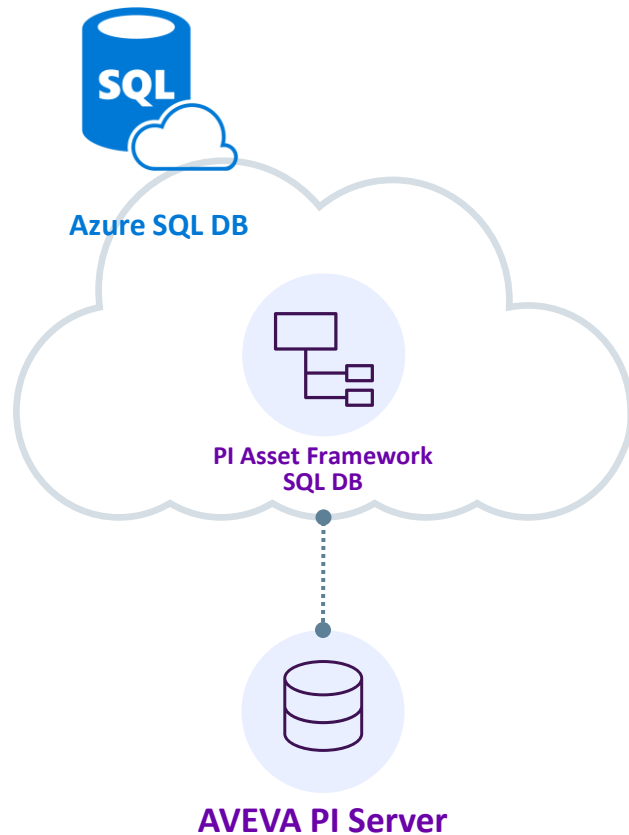 SQL
Azure SQL DB
PI Asset Framework
SQL DB
AVEVA PI Server